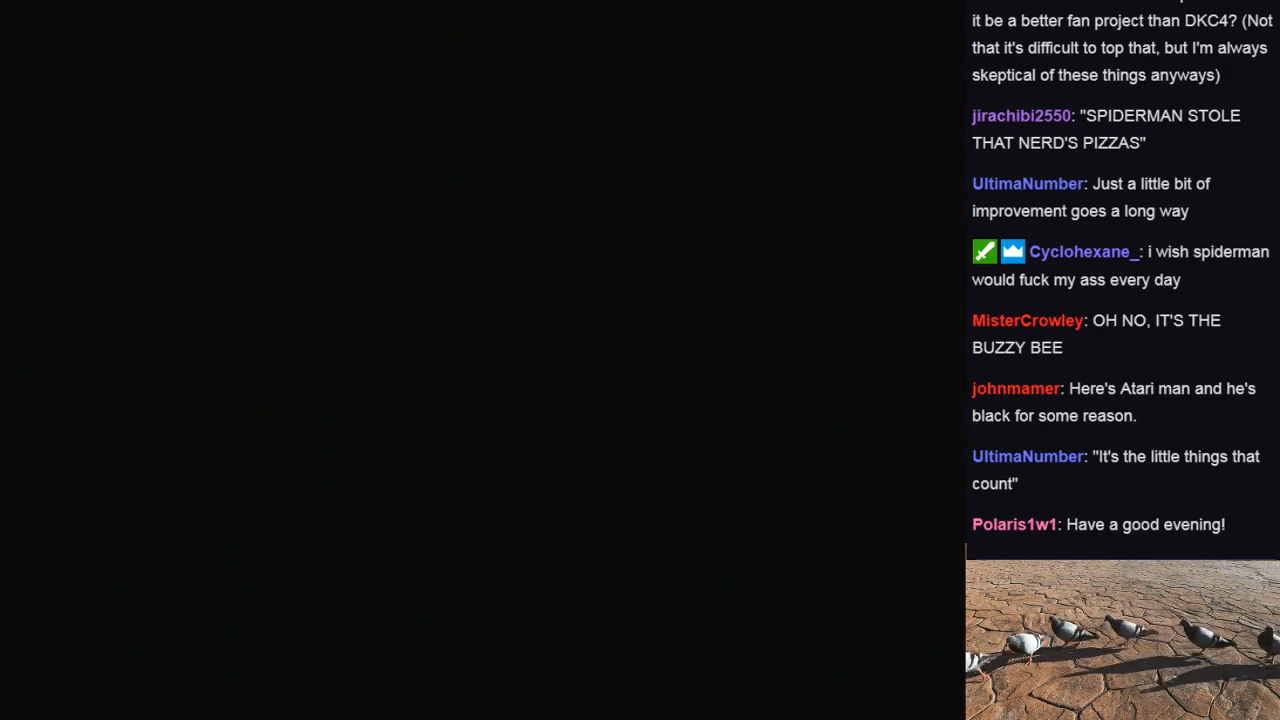 it be a better fan project than DKC4? (Not
that it's difficult to top that, but I'm always
skeptical of these things anyways)
jirachibi2550: "SPIDERMAN STOLE
THAT NERD'S PIZZAS"
UltimaNumber: Just a little bit of
improvement goes a long way
Cyclohexane_: i wish spiderman
would fuck my ass every day
MisterCrowley: OH NO, IT'S THE
BUZZY BEE
johnmamer: Here's Atari man and he's
black for some reason.
UltimaNumber: "It's the little things that
count"
Polaris1w1: Have a good evening!